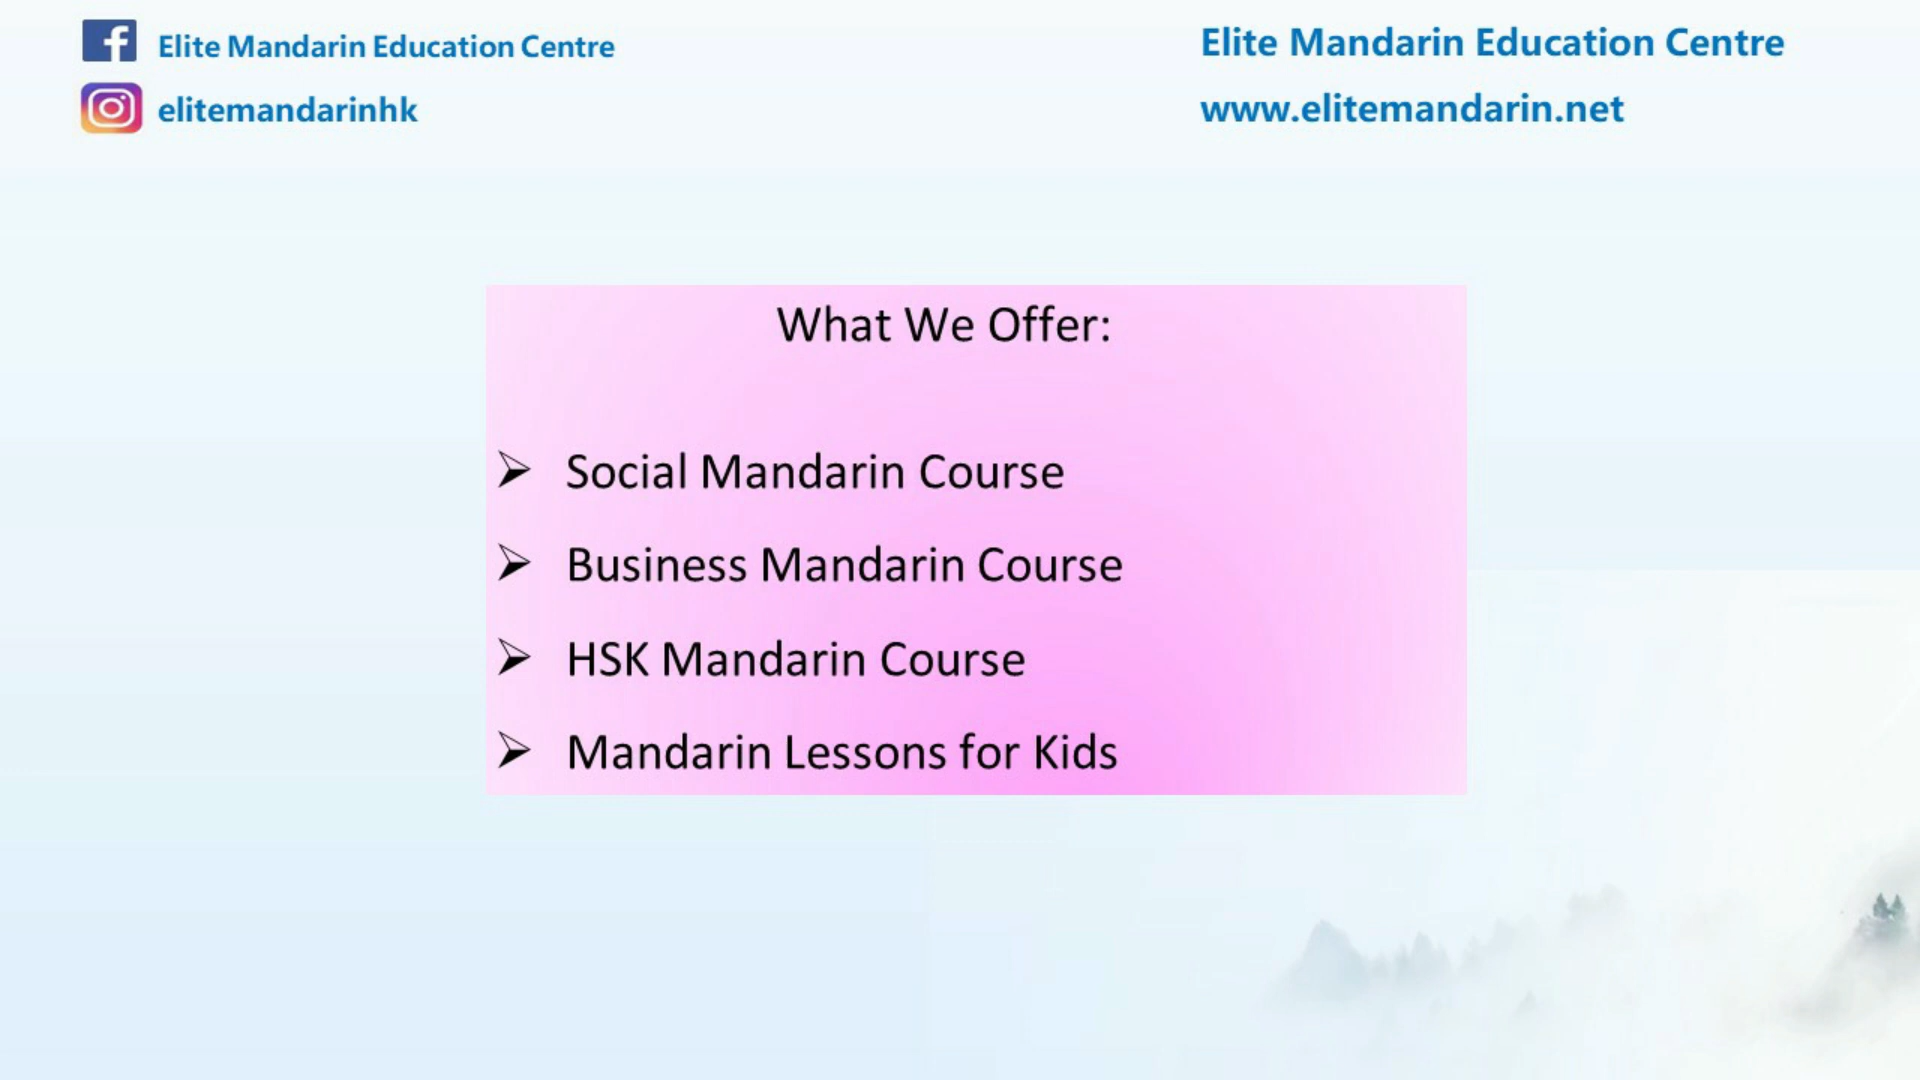 Elite Mandarin Education Centre
elitemandarinhk
Elite Mandarin Education Centre
www.elitemandarin.net
What We Offer:
Social Mandarin Course
Business Mandarin Course
HSK Mandarin Course
Mandarin Lessons for Kids